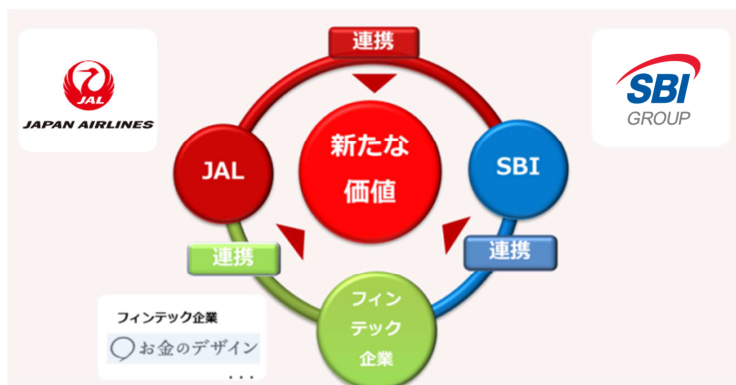 連携
JAL
JAPAN AIRLINES
SBI
GROUP
新たな
価値
JAL
SBI
連携
連携
フィン
テック
企業
フィンテック企業
お金のデザイン
...